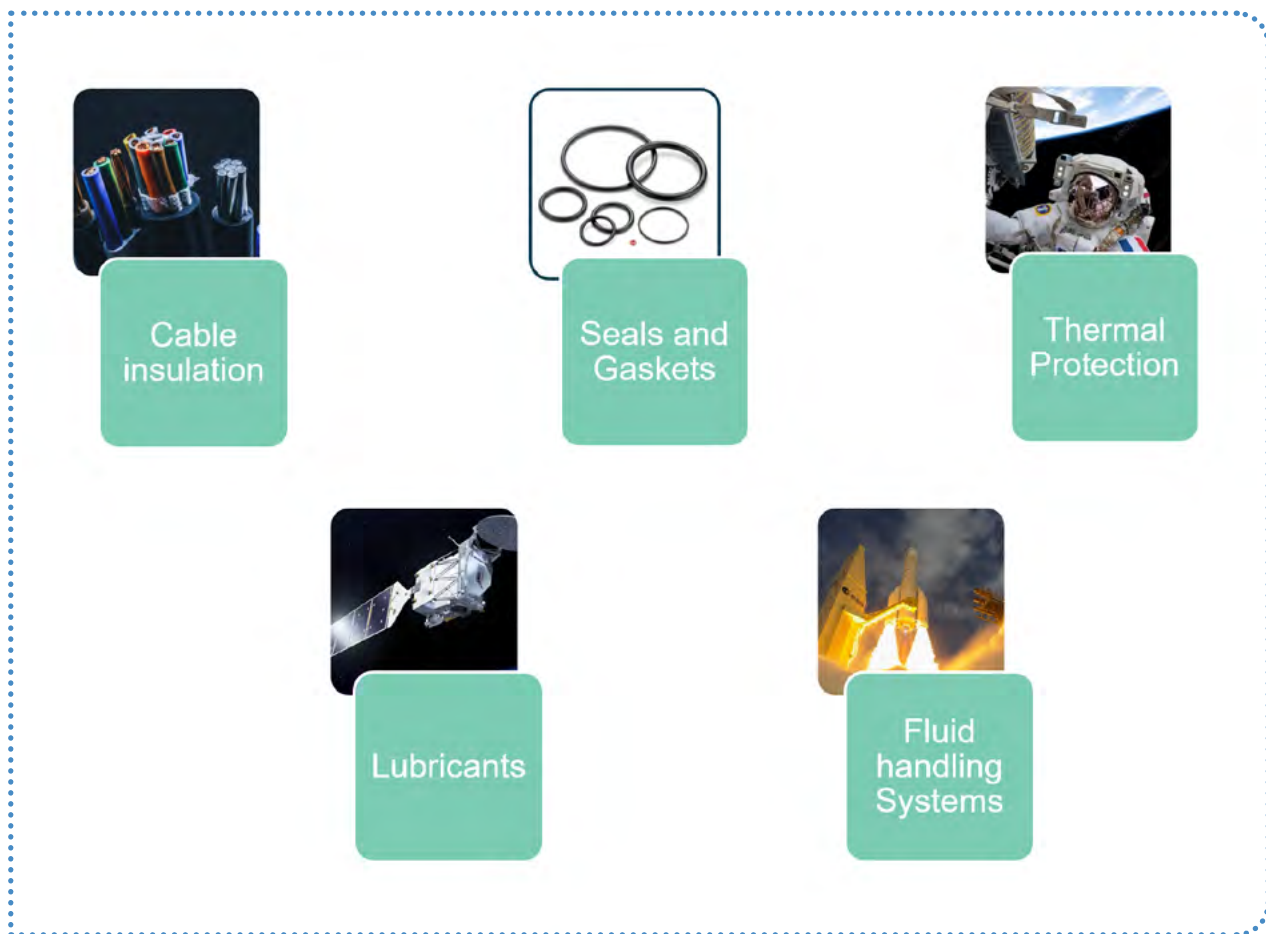 Cable
insulation
Seals and
Gaskets
Thermal
Protection
Lubricants
Fluid
handling
Systems